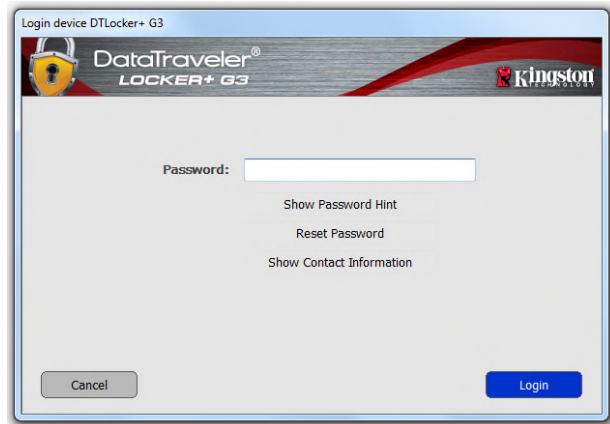 Login device DTLocker+ G3
DataTraveler®
LOCKER+ G3
Kingston
TECHNOLOGY
Password:
Show Password Hint
Reset Password
Show Contact Information
Cancel
Login